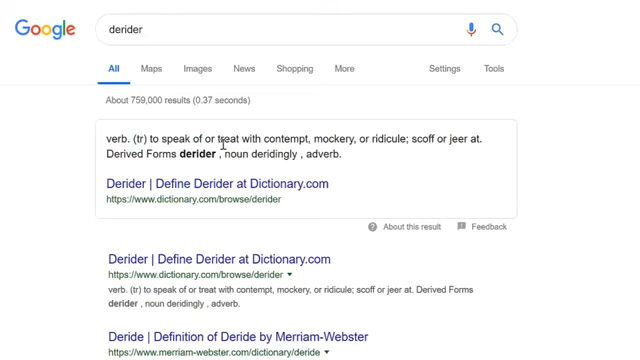 Google
derider
All Maps Images News Shopping More Settings Tools
About 759,000 results (0.37 seconds)
verb. (tr) to speak of or treat with contempt, mockery, or ridicule; scoff or jeer at.
Derived Forms derider , noun deridingly , adverb.
Derider | Define Derider at Dictionary.com
https://www.dictionary.com/browse/derider
About this result Feedback
Derider | Define Derider at Dictionary.com
https://www.dictionary.com/browse/derider
verb. (tr) to speak of or treat with contempt, mockery, or ridicule; scoff or jeer at. Derived Forms
derider , noun deridingly , adverb.
Deride | Definition of Deride by Merriam-Webster
https://www.merriam-webster.com/dictionary/deride